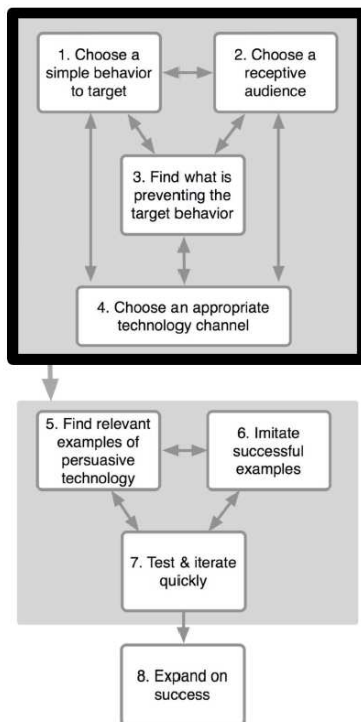 1. Choose a
simple behavior
to target
2. Choose a
receptive
audience
3. Find what is
preventing the
target behavior
4. Choose an appropriate
technology channel
5. Find relevant
examples of
persuasive
technology
6. Imitate
successful
examples
7. Test & iterate
quickly
8. Expand on
success